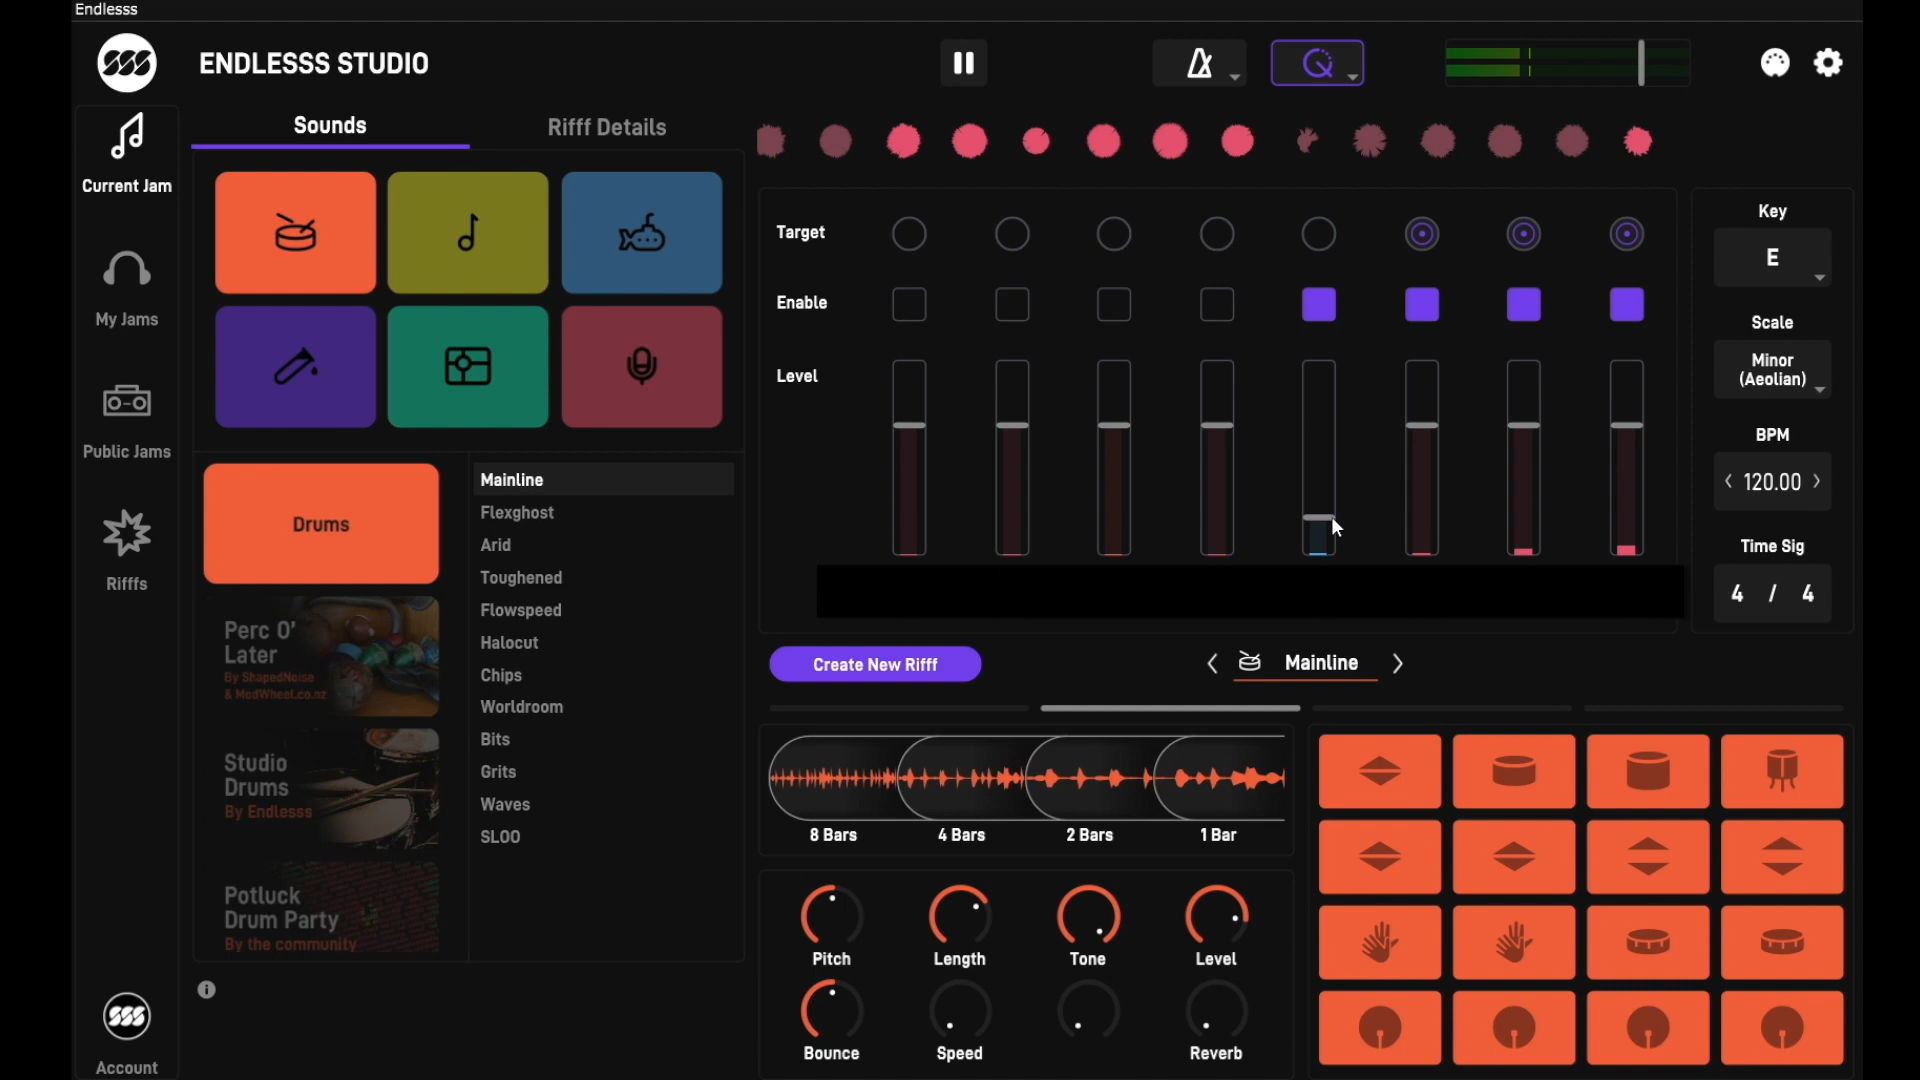 Endlesss
ENDLESSS STUDIO
Current Jam
My Jams
Public Jams
Rifffs
Account
Sounds
Rifff Details
Drums
Perc O'
Later
By ShapedNoise
& ModWheel.co.nz
Studio
Drums
By Endlesss
Potluck
Drum Party
By the community
Mainline
Flexghost
Arid
Toughened
Flowspeed
Halocut
Chips
Worldroom
Bits
Grits
Waves
SLOO
Target
Enable
Level
Key
E
Scale
Minor
(Aeolian)
BPM
120.00
Time Sig
4 / 4
Create New Rifff
Mainline
8 Bars
4 Bars
2 Bars
1 Bar
Pitch
Length
Tone
Level
Bounce
Speed
Reverb